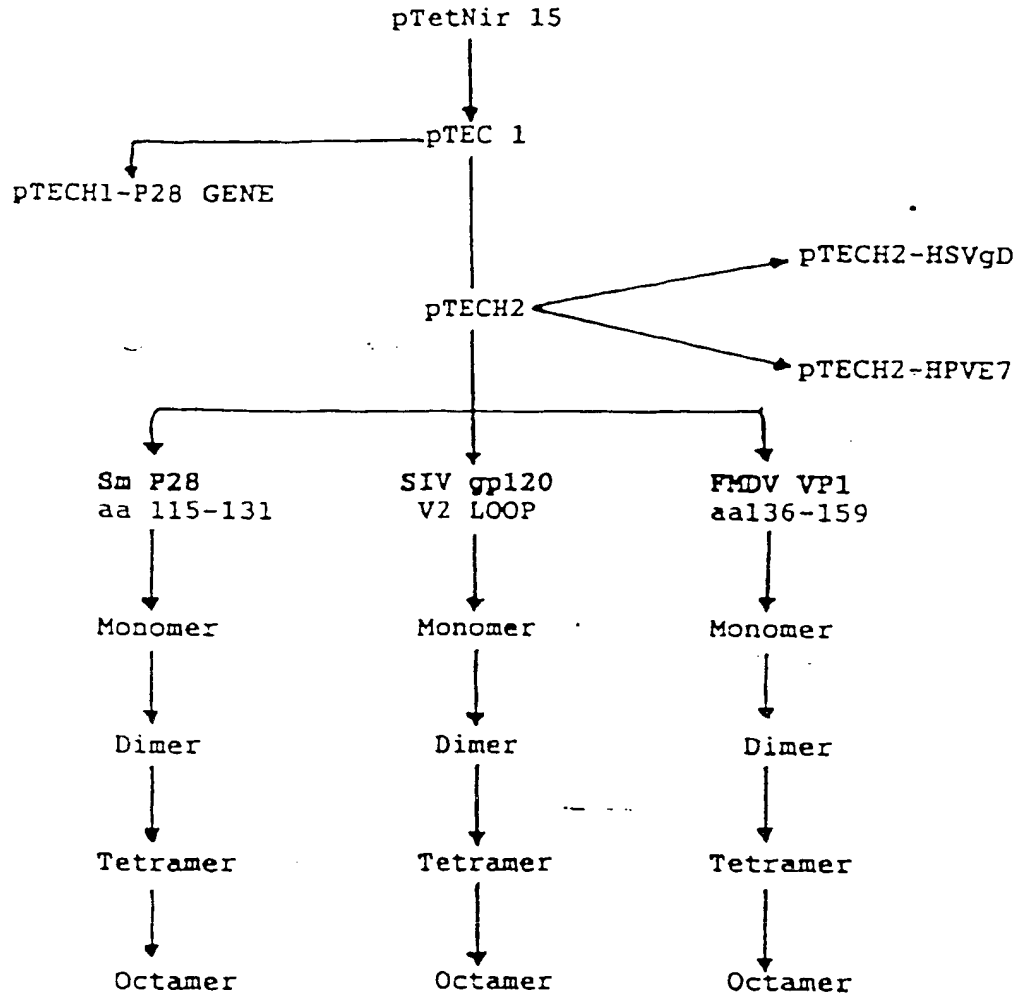 pTetNir 15
pTEC 1
pTECH1-P28 GENE
pTECH2-HSVgD
pTECH2
pTECH2-HPVE7
Sm P28 SIV gp120 FMDV VP1
aa 115-131 V2 LOOP aa136-159
Monomer Monomer Monomer
Dimer Dimer Dimer
Tetramer Tetramer Tetramer
Octamer Octamer Octamer